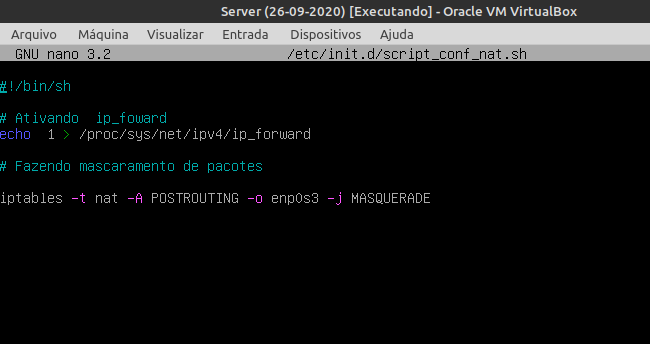 Server (26-09-2020) [Executando] - Oracle VM VirtualBox
Arquivo Máquina Visualizar Entrada Dispositivos Ajuda
GNU nano 3.2 /etc/init.d/script_conf_nat.sh
#!/bin/sh
# Ativando  ip_foward
echo  1 > /proc/sys/net/ipv4/ip_forward
# Fazendo mascaramento de pacotes
iptables -t nat -A POSTROUTING -o enp0s3 -j MASQUERADE